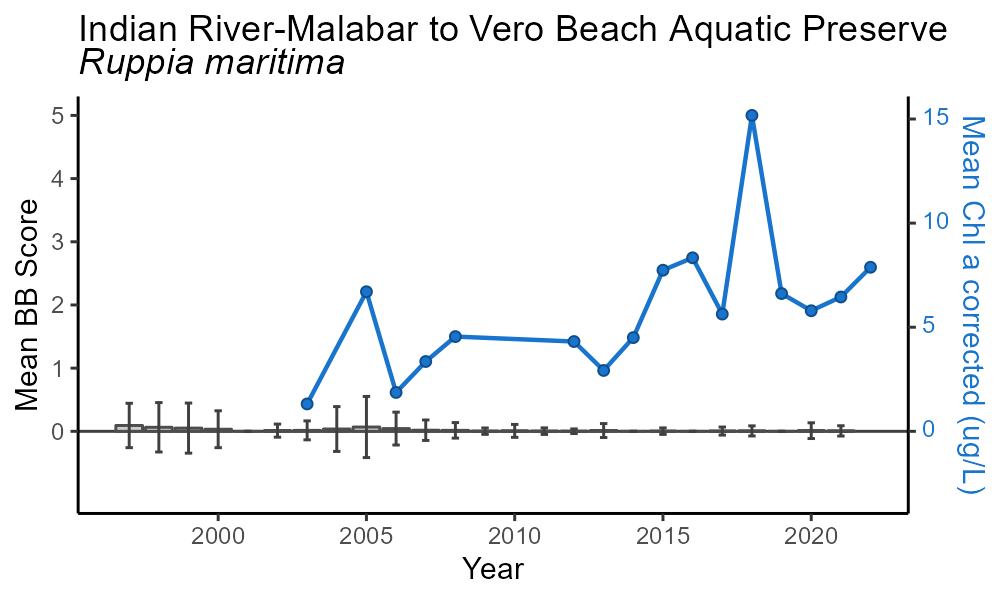 Indian River-Malabar to Vero Beach Aquatic Preserve
Ruppia maritima
5
4
3
2
1
0
Mean BB Score
15
10
5
0
Mean Chl a corrected (ug/L)
2000 2005 2010 2015 2020
Year